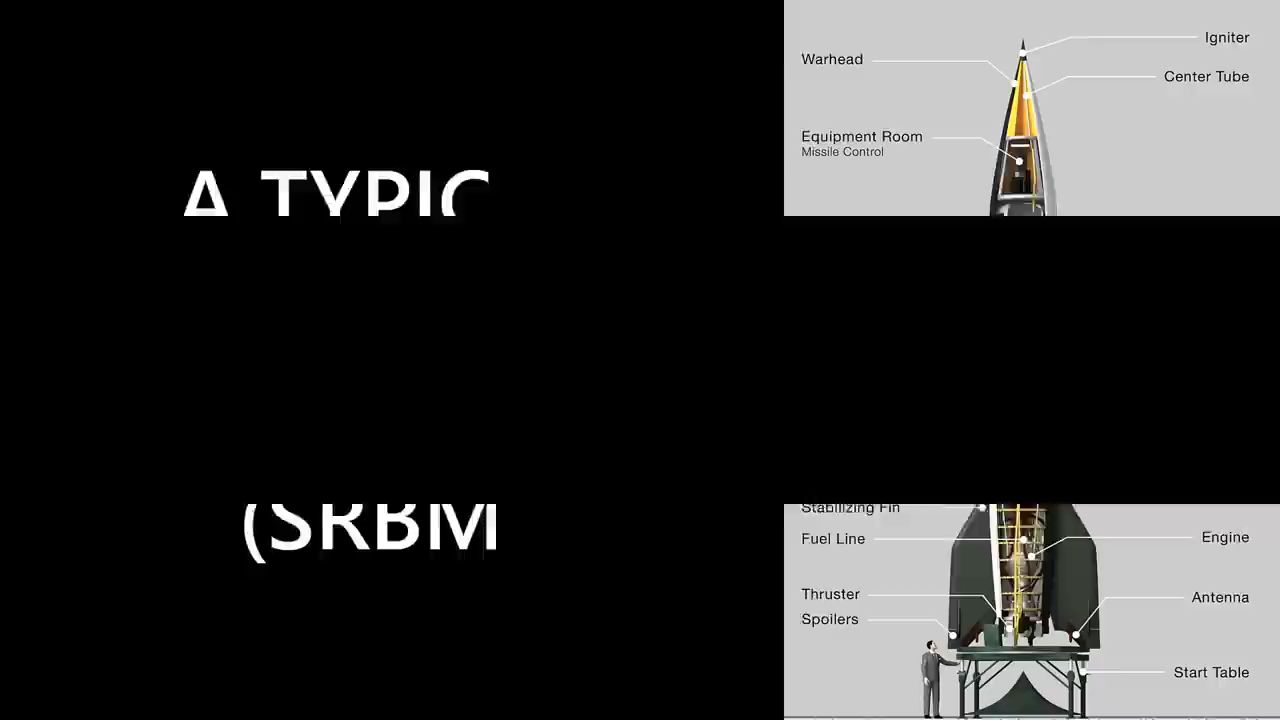 A TYPIC
(SRBM
Igniter
Warhead
Center Tube
Equipment Room
Missile Control
Stabilizing Fin
Fuel Line
Engine
Thruster
Antenna
Spoilers
Start Table